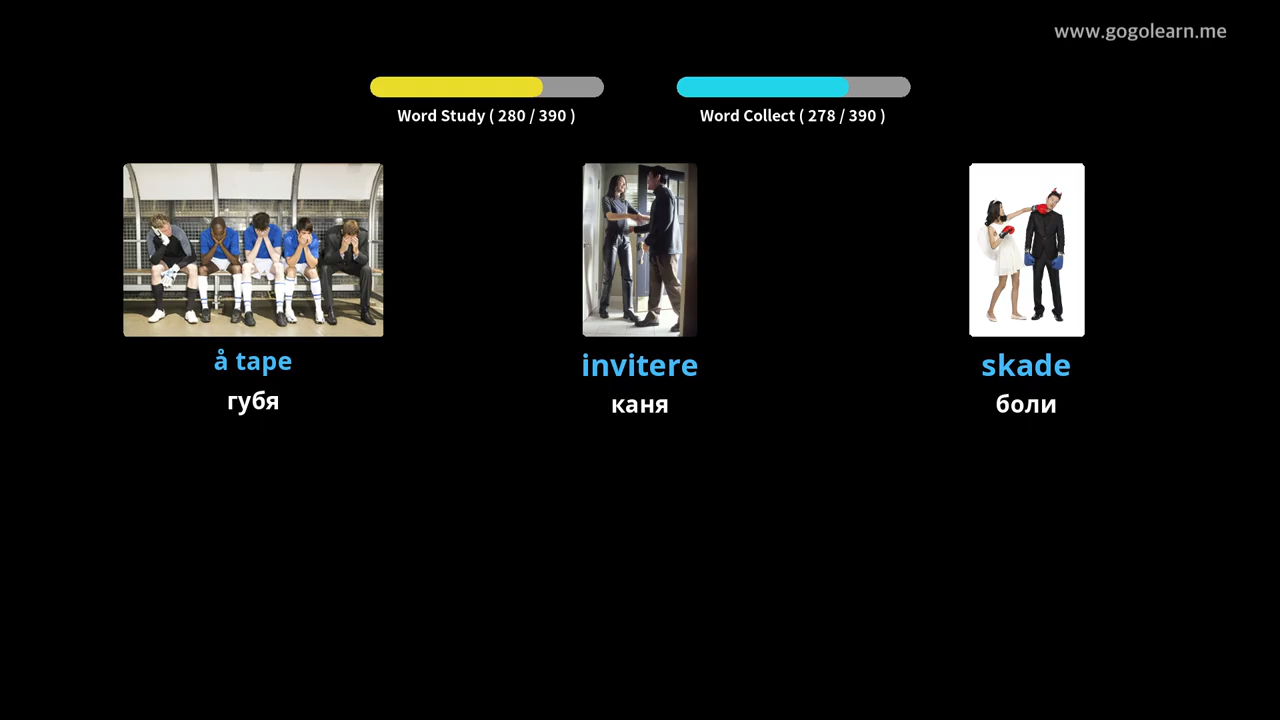 www.gogolearn.me
Word Study ( 280 / 390 )
Word Collect ( 278 / 390 )
å tape
губя
invitere
каня
skade
боли